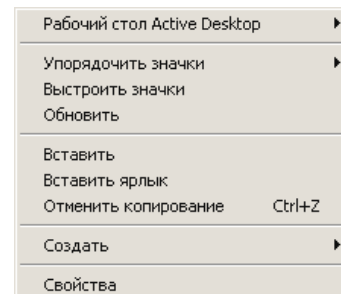 Рабочий стол Active Desktop
Упорядочить значки
Выстроить значки
Обновить
Вставить
Вставить ярлык
Отменить копирование Ctrl+Z
Создать
Свойства